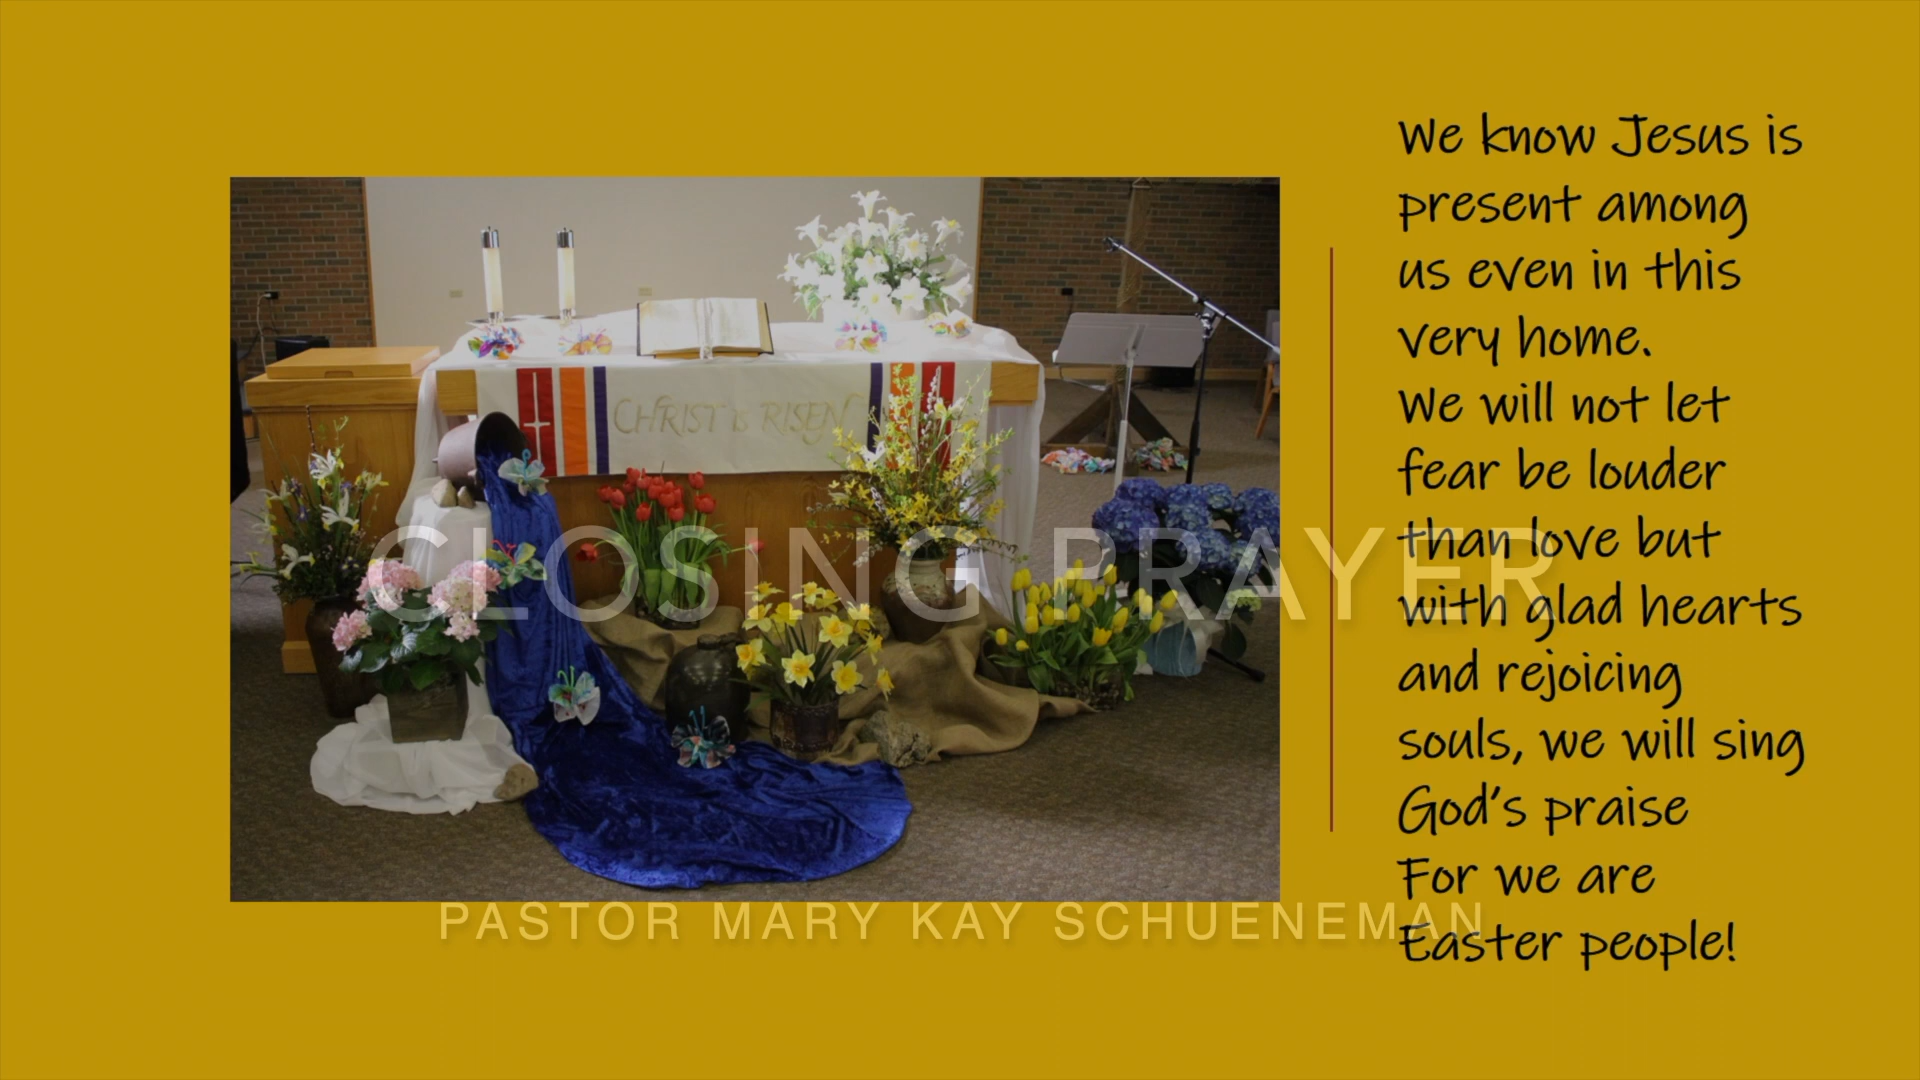 We know Jesus is
present among
us even in this
very home.
We will not let
fear be louder
than love but
with glad hearts
and rejoicing
souls, we will sing
God's praise
For we are
Easter people!
CHRIST IS RISEN
CLOSING PRAYER
PASTOR MARY KAY SCHUENEMAN